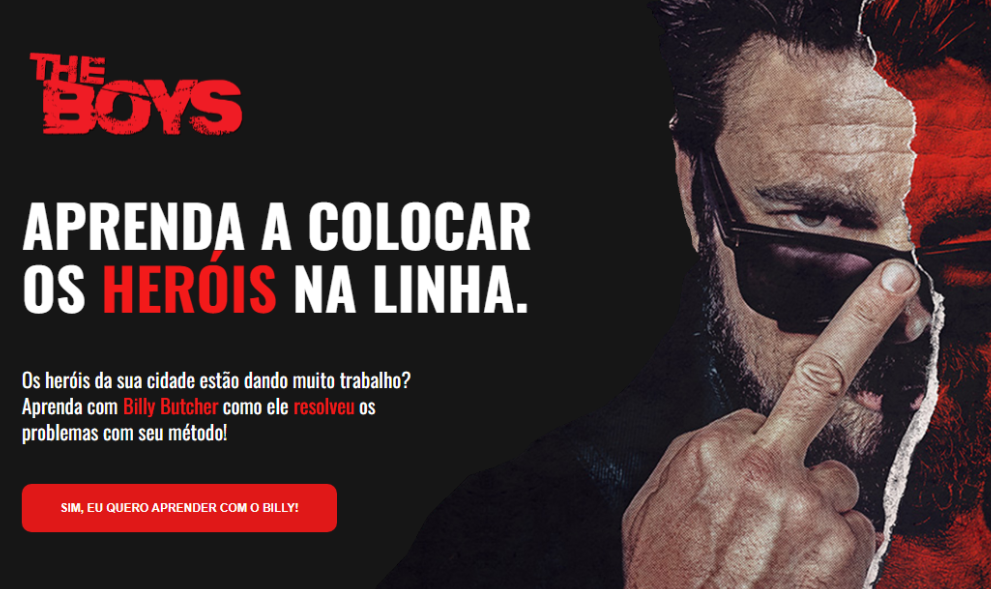 THE
BOYS
APRENDA A COLOCAR
OS HERÓIS NA LINHA.
Os heróis da sua cidade estão dando muito trabalho?
Aprenda com Billy Butcher como ele resolveu os
problemas com seu método!
SIM, EU QUERO APRENDER COM O BILLY!